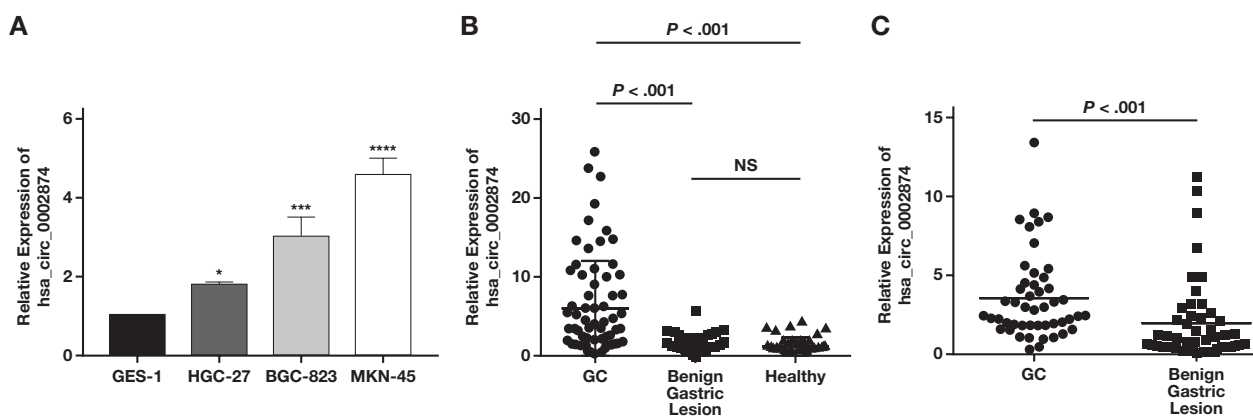 A
Relative Expression of
hsa_circ_0002874
6
4
2
0
*
***
****
GES-1 HGC-27 BGC-823 MKN-45
B
P < .001
P < .001
NS
Relative Expression of
hsa_circ_0002874
30
20
10
0
GC
Benign
Gastric
Lesion
Healthy
C
P < .001
Relative Expression of
hsa_circ_0002874
15
10
5
0
GC
Benign
Gastric
Lesion